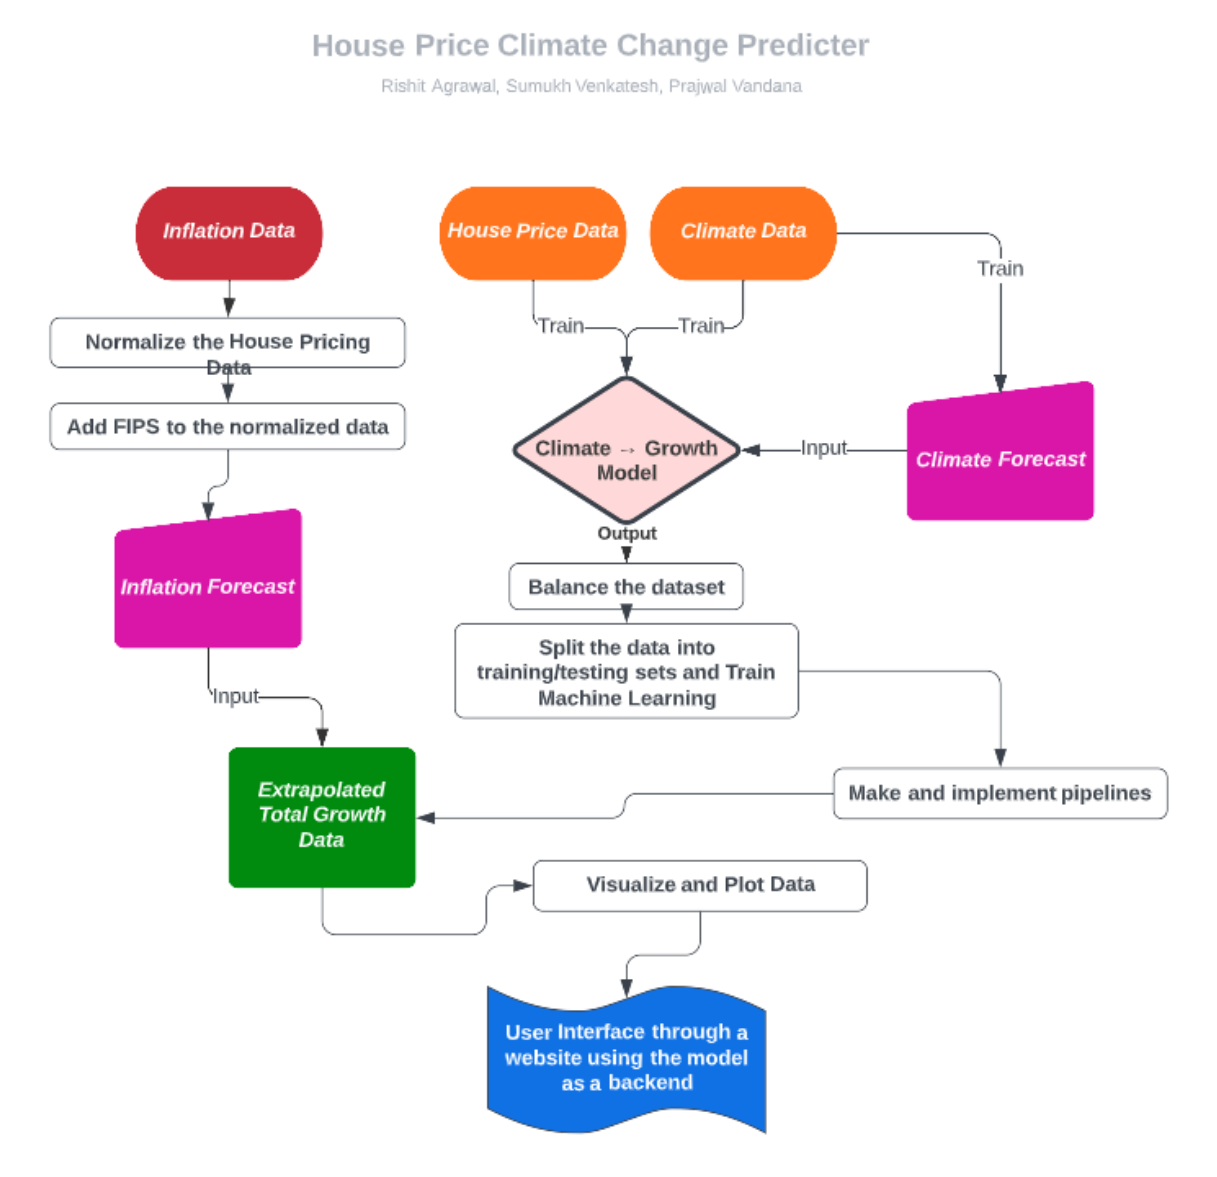 House Price Climate Change Predicter
Rishit Agrawal, Sumukh Venkatesh, Prajwal Vandana
Inflation Data
House Price Data
Climate Data
Train
Train
Train
Normalize the House Pricing
Data
Add FIPS to the normalized data
Climate → Growth
Model
Input
Climate Forecast
Output
Inflation Forecast
Balance the dataset
Split the data into
training/testing sets and Train
Machine Learning
Input
Extrapolated
Total Growth
Data
Make and implement pipelines
Visualize and Plot Data
User Interface through a
website using the model
as a backend